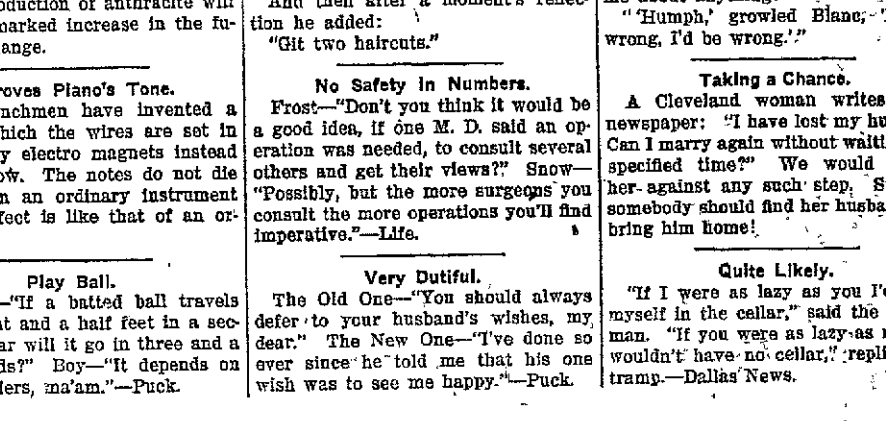 oduction of anthracite will
marked increase in the fu-
ange.
roves Piano's Tone.
nchmen have invented a
hich the wires are set in
y electro magnets instead
ow. The notes do not die
n an ordinary instrument
fect is like that of an or-
Play Ball.
—"If a batted ball travels
nt and a half feet in a sec-
ar will it go in three and a
ds?" Boy—"It depends on
ders, ma'am."—Puck.
And then after a moment's reflec-
tion he added:
"Git two haircuts."
No Safety in Numbers.
Frost—"Don't you think it would be
a good idea, if one M. D. said an op-
eration was needed, to consult several
others and get their views?" Snow—
"Possibly, but the more surgeons you
consult the more operations you'll find
imperative."—Life.
Very Dutiful.
The Old One—"You should always
defer to your husband's wishes, my
dear." The New One—"I've done so
ever since he told me that his one
wish was to see me happy."—Puck.
"'Humph,' growled Blanc;
wrong, I'd be wrong.'"
Taking a Chance.
A Cleveland woman writes
newspaper: "I have lost my hu
Can I marry again without waiti
specified time?" We would
her against any such step. S
somebody should find her husba
bring him home!
Quite Likely.
"If I were as lazy as you I'
myself in the cellar," said the
man. "If you were as lazy as
wouldn't have no cellar," repli
tramp.—Dallas News.